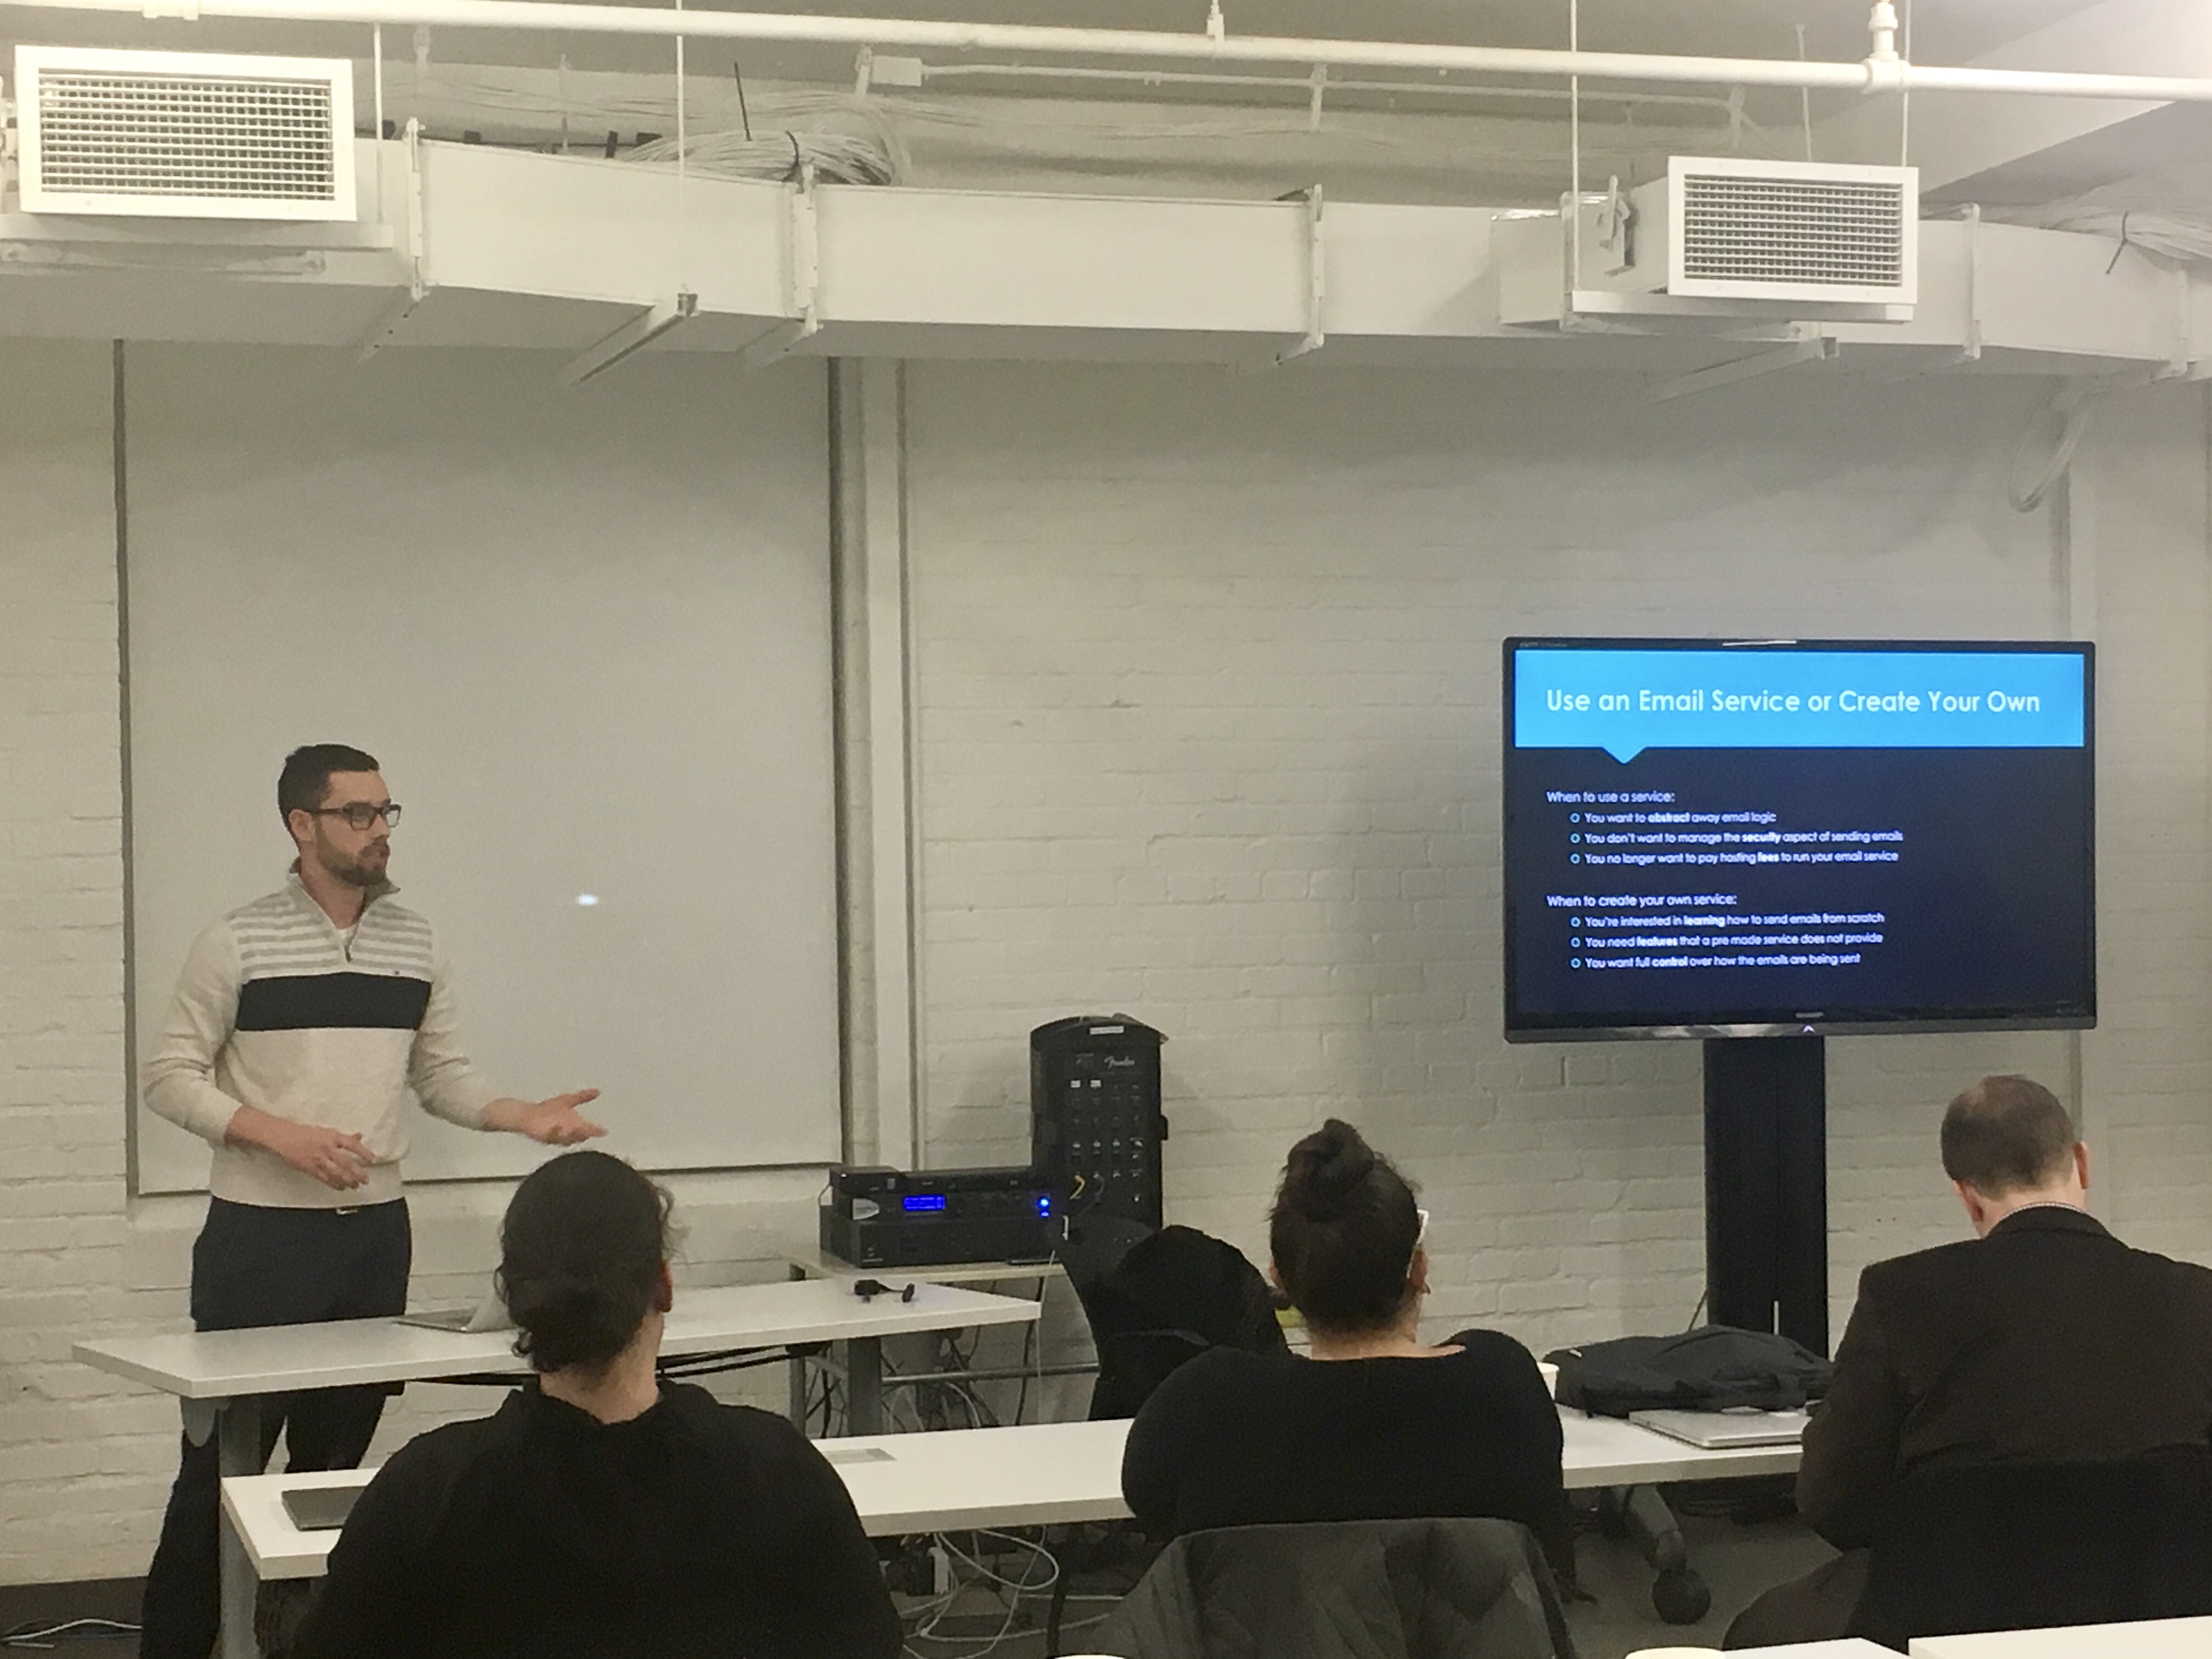 Use an Email Service or Create Your Own
When to use a service:
You want to abstract away email logic
You don't want to manage the security aspect of sending emails
You no longer want to pay hosting fees to run your email service
When to create your own service:
You're interested in learning how to send emails from scratch
You need features that a pre made service does not provide
You want full control over how the emails are being sent
Fender